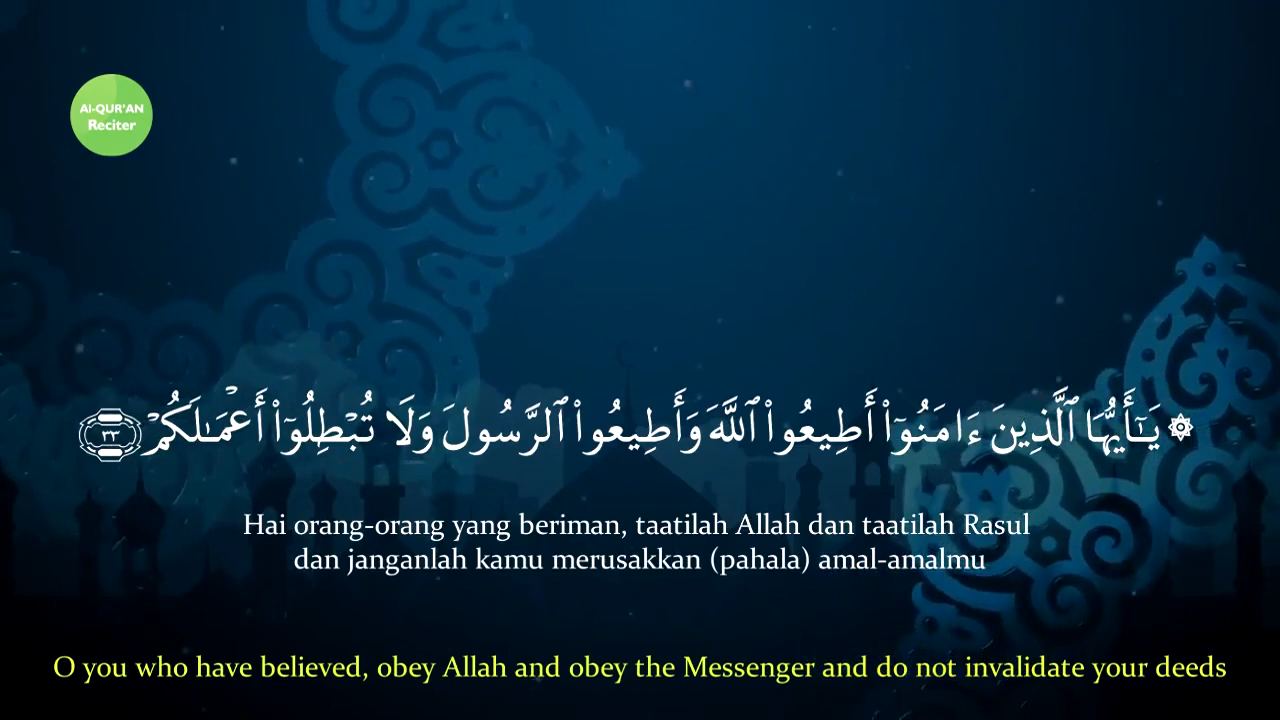 Al-QUR'AN
Reciter
۞ يَـٰٓأَيُّهَا ٱلَّذِينَ ءَامَنُوٓا۟ أَطِيعُوا۟ ٱللَّهَ وَأَطِيعُوا۟ ٱلرَّسُولَ وَلَا تُبْطِلُوٓا۟ أَعْمَـٰلَكُمْ ٣٣
Hai orang-orang yang beriman, taatilah Allah dan taatilah Rasul
dan janganlah kamu merusakkan (pahala) amal-amalmu
O you who have believed, obey Allah and obey the Messenger and do not invalidate your deeds